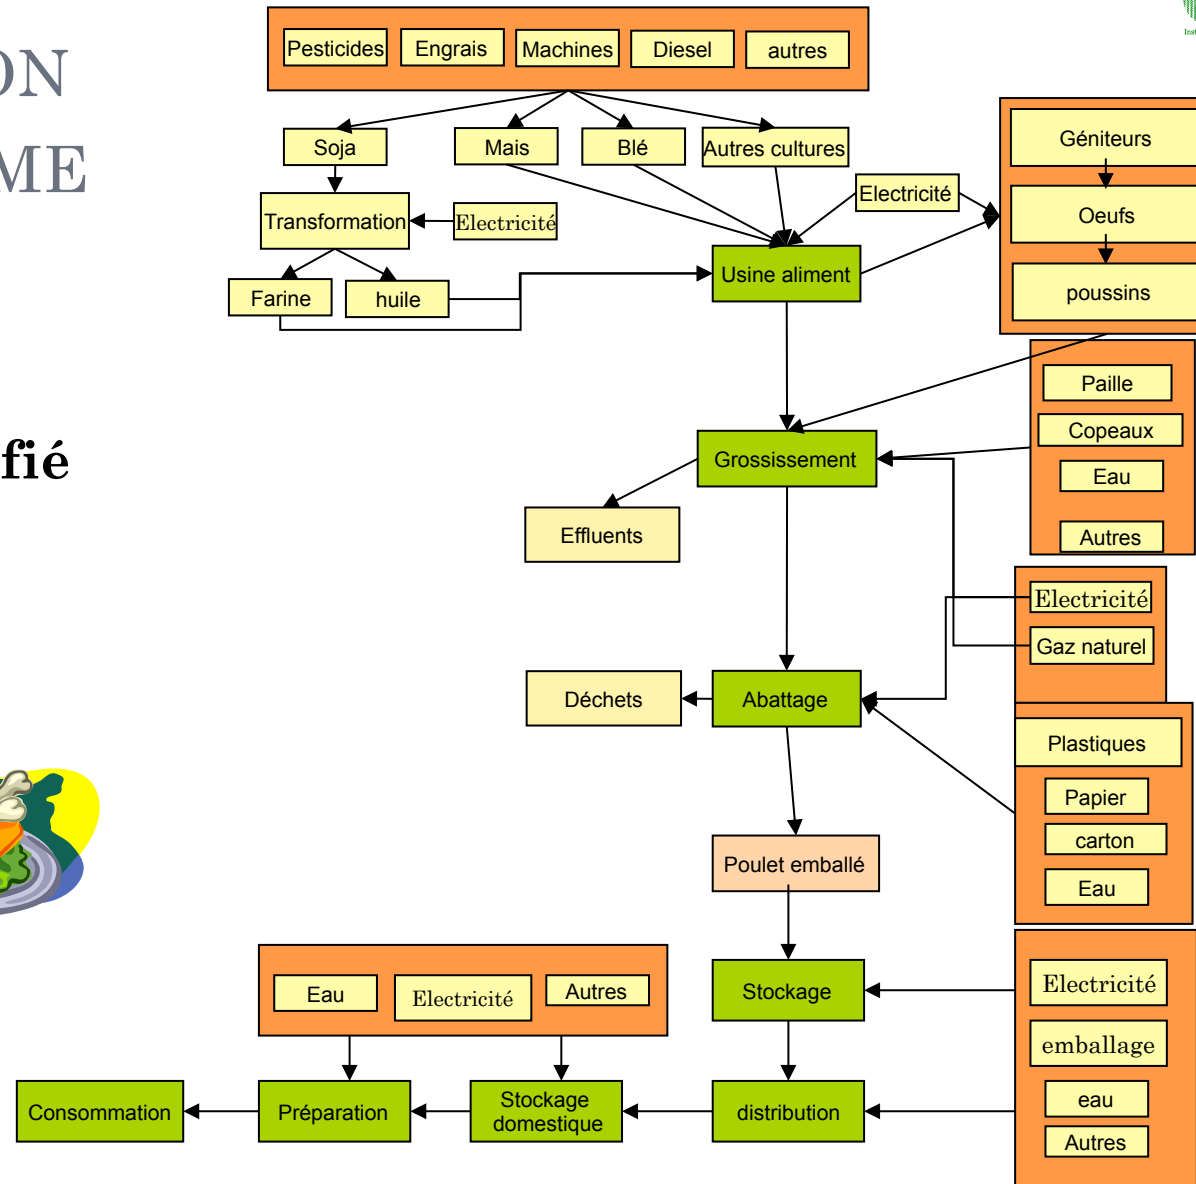 ON
ME
fié
Inst
Pesticides
Engrais
Machines
Diesel
autres
Soja
Mais
Blé
Autres cultures
Géniteurs
Transformation
Electricité
Electricité
Oeufs
Farine
huile
Usine aliment
poussins
Paille
Copeaux
Grossissement
Eau
Effluents
Autres
Electricité
Gaz naturel
Déchets
Abattage
Plastiques
Papier
carton
Poulet emballé
Eau
Eau
Electricité
Autres
Stockage
Electricité
emballage
Consommation
Préparation
Stockage
domestique
distribution
eau
Autres